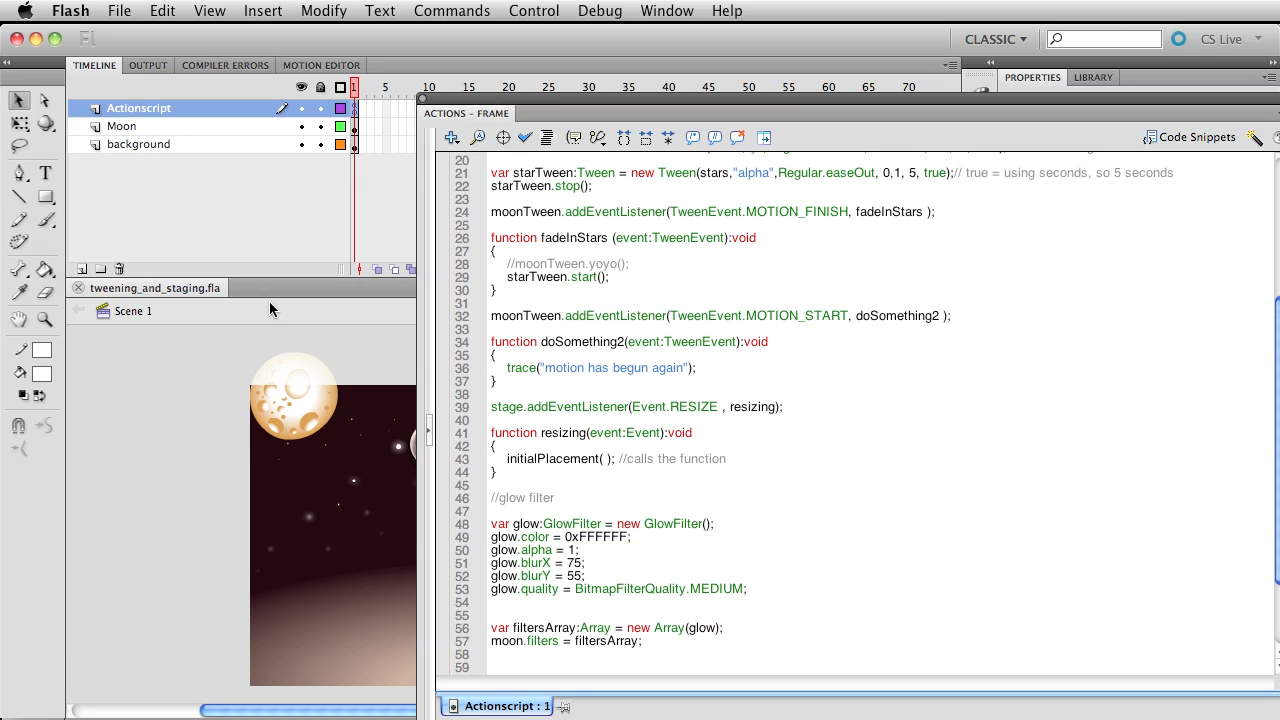 Flash File Edit View Insert Modify Text Commands Control Debug Window Help
Fl CLASSIC CS Live
TIMELINE OUTPUT COMPILER ERRORS MOTION EDITOR
PROPERTIES LIBRARY
1 5 10 15 20 25 30 35 40 45 50 55 60 65 70
Actionscript
Moon
background
ACTIONS - FRAME
Code Snippets
tweening_and_staging.fla
Scene 1
20
21 var starTween:Tween = new Tween(stars,"alpha",Regular.easeOut, 0,1, 5, true);// true = using seconds, so 5 seconds
22 starTween.stop();
23
24 moonTween.addEventListener(TweenEvent.MOTION_FINISH, fadeInStars );
25
26 function fadeInStars (event:TweenEvent):void
27 {
28 //moonTween.yoyo();
29 starTween.start();
30 }
31
32 moonTween.addEventListener(TweenEvent.MOTION_START, doSomething2 );
33
34 function doSomething2(event:TweenEvent):void
35 {
36 trace("motion has begun again");
37 }
38
39 stage.addEventListener(Event.RESIZE , resizing);
40
41 function resizing(event:Event):void
42 {
43 initialPlacement( ); //calls the function
44 }
45
46 //glow filter
47
48 var glow:GlowFilter = new GlowFilter();
49 glow.color = 0xFFFFFF;
50 glow.alpha = 1;
51 glow.blurX = 75;
52 glow.blurY = 55;
53 glow.quality = BitmapFilterQuality.MEDIUM;
54
55
56 var filtersArray:Array = new Array(glow);
57 moon.filters = filtersArray;
58
59
Actionscript : 1